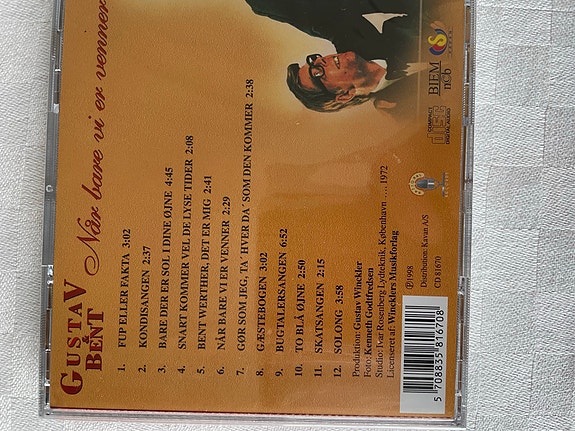 GUSTAV
& BENT
Når bare vi er venner
1. FUP ELLER FAKTA 3:02
2. KONDISANGEN 2:37
3. BARE DER ER SOL I DINE ØJNE 4:45
4. SNART KOMMER VEL DE LYSE TIDER 2:08
5. BENT WERTHER, DET ER MIG 2:41
6. NÅR BARE VI ER VENNER 2:29
7. GØR SOM JEG, TA´ HVER DA´ SOM DEN KOMMER 2:38
8. GÆSTEBOGEN 3:02
9. BUGTALERSANGEN 6:52
10. TO BLÅ ØJNE 2:50
11. SKATSANGEN 2:15
12. SOLONG 3:58
Produktion: Gustav Winckler
Foto: Kenneth Godtfredsen
Studie: Ivar Rosenberg Lydteknik, København .... 1972
Licenseret af: Wincklers Musikforlag
℗1998
Distribution: Kavan A/S
CD 81670
COMPACT
disc
DIGITAL AUDIO
BIEM
ncb
5 708835 816708